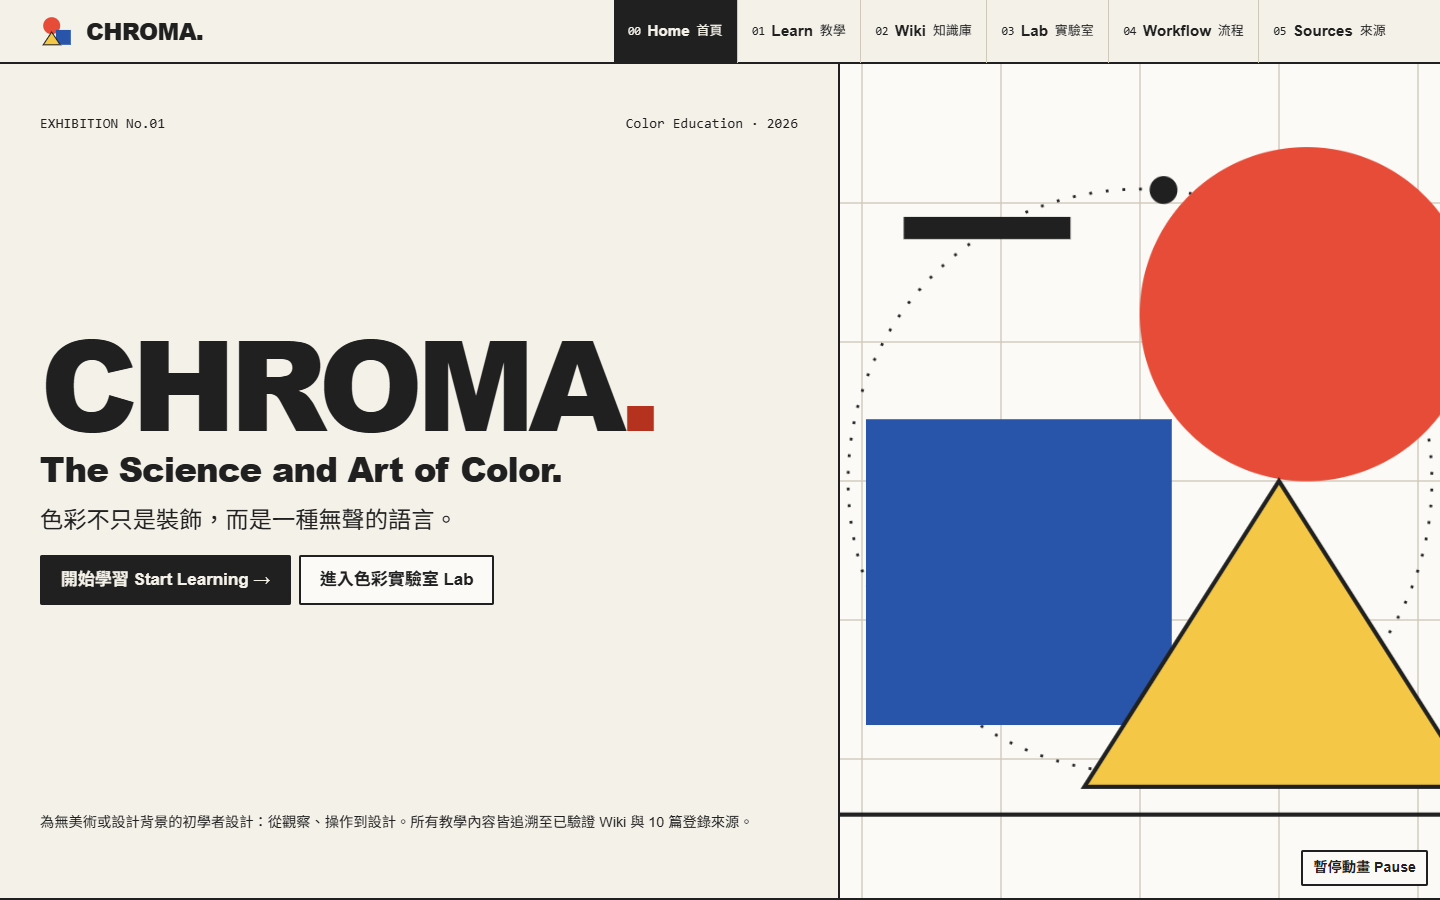 CHROMA.
00 Home 首頁
01 Learn 教學
02 Wiki 知識庫
03 Lab 實驗室
04 Workflow 流程
05 Sources 來源
EXHIBITION No.01
Color Education · 2026
CHROMA.
The Science and Art of Color.
色彩不只是裝飾，而是一種無聲的語言。
開始學習 Start Learning →
進入色彩實驗室 Lab
為無美術或設計背景的初學者設計：從觀察、操作到設計。所有教學內容皆追溯至已驗證 Wiki 與 10 篇登錄來源。
暫停動畫 Pause